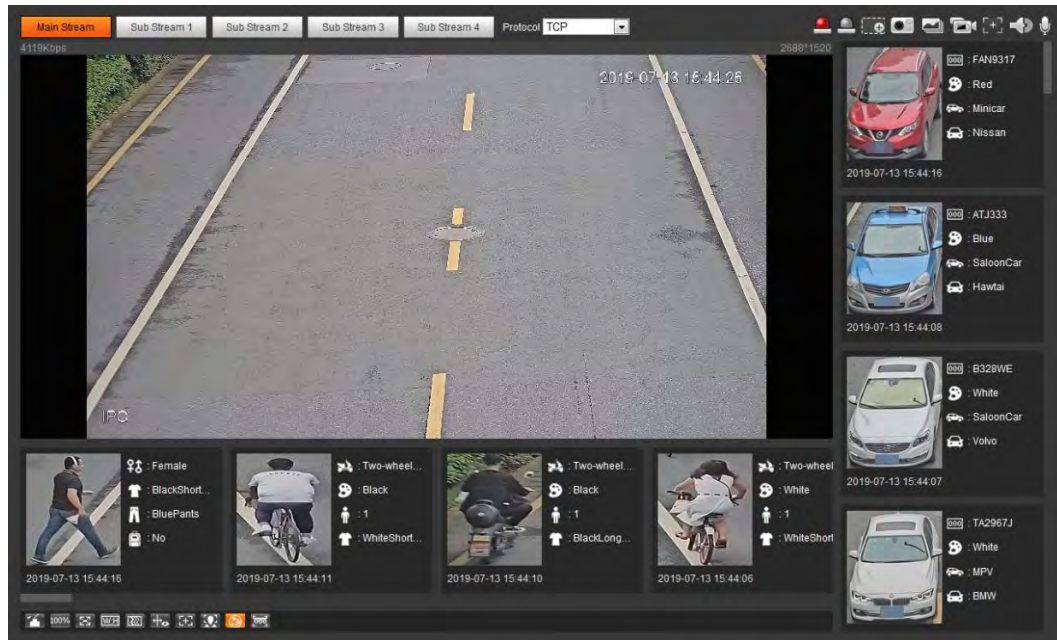 Main Stream
Sub Stream 1
Sub Stream 2
Sub Stream 3
Sub Stream 4
Protocol TCP
4119Kbps
2688*1520
2019-07-13 15:44:26
IPC
: FAN9317
: Red
: Minicar
: Nissan
2019-07-13 15:44:16
: ATJ333
: Blue
: SaloonCar
: Hawtai
2019-07-13 15:44:08
: B328WE
: White
: SaloonCar
: Volvo
2019-07-13 15:44:07
: TA2967J
: White
: MPV
: BMW
: Female
: BlackShort...
: BluePants
: No
2019-07-13 15:44:16
: Two-wheel...
: Black
: 1
: WhiteShort...
2019-07-13 15:44:11
: Two-wheel...
: Black
: 1
: BlackLong...
2019-07-13 15:44:10
: Two-wheel
: White
: 1
: WhiteShort
2019-07-13 15:44:06
100%
W:H